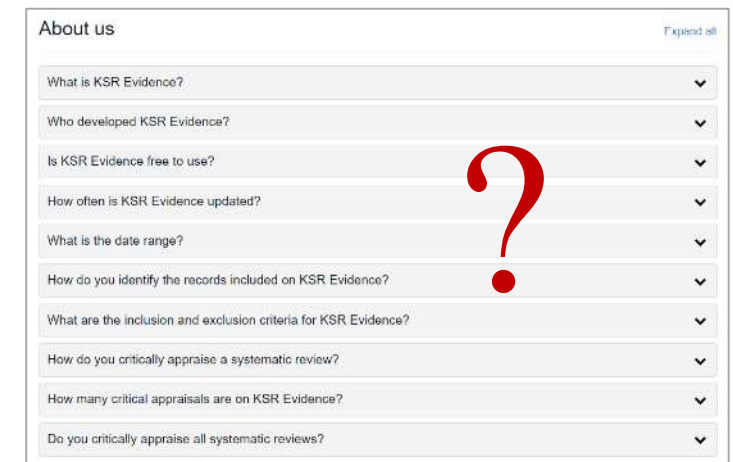 About us
Expand all
What is KSR Evidence?
Who developed KSR Evidence?
Is KSR Evidence free to use?
How often is KSR Evidence updated?
What is the date range?
How do you identify the records included on KSR Evidence?
What are the inclusion and exclusion criteria for KSR Evidence?
How do you critically appraise a systematic review?
How many critical appraisals are on KSR Evidence?
Do you critically appraise all systematic reviews?
?